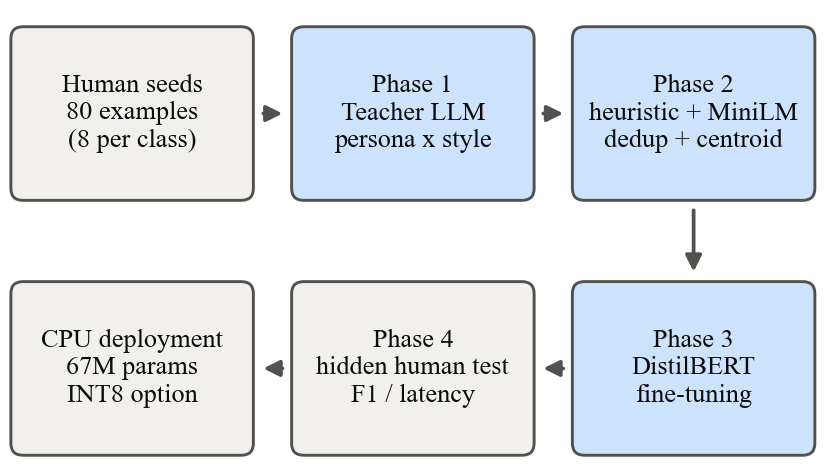 Human seeds
80 examples
(8 per class)
Phase 1
Teacher LLM
persona x style
Phase 2
heuristic + MiniLM
dedup + centroid
Phase 3
DistilBERT
fine-tuning
Phase 4
hidden human test
F1 / latency
CPU deployment
67M params
INT8 option